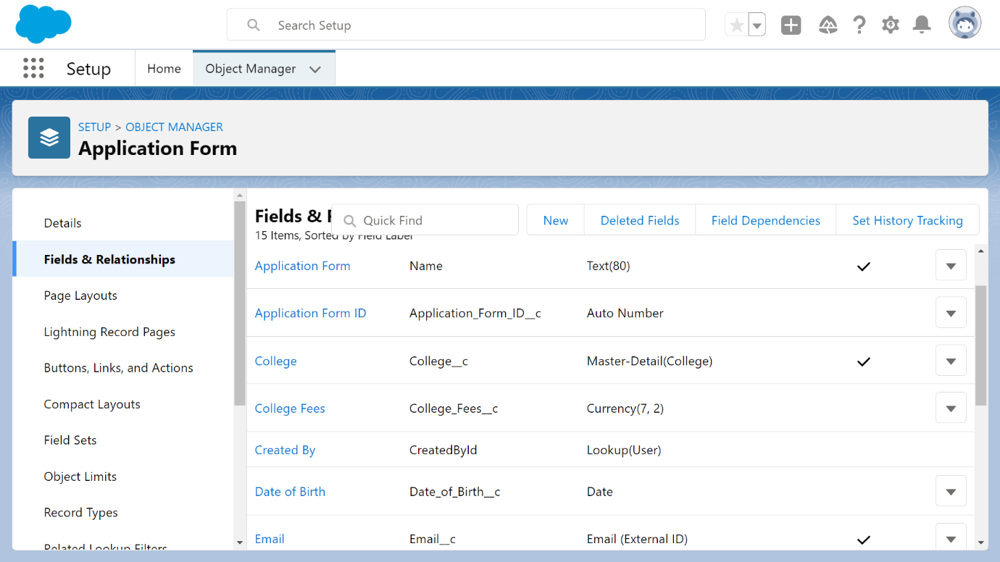 Search Setup
Setup
Home
Object Manager
SETUP > OBJECT MANAGER
Application Form
Details
Fields & Relationships
Page Layouts
Lightning Record Pages
Buttons, Links, and Actions
Compact Layouts
Field Sets
Object Limits
Record Types
Related Lookup Filters
Fields &
Quick Find
New
Deleted Fields
Field Dependencies
Set History Tracking
15 Items, Sorted by Field Label
Application Form Name Text(80)
Application Form ID Application_Form_ID__c Auto Number
College College__c Master-Detail(College)
College Fees College_Fees__c Currency(7, 2)
Created By CreatedById Lookup(User)
Date of Birth Date_of_Birth__c Date
Email Email__c Email (External ID)